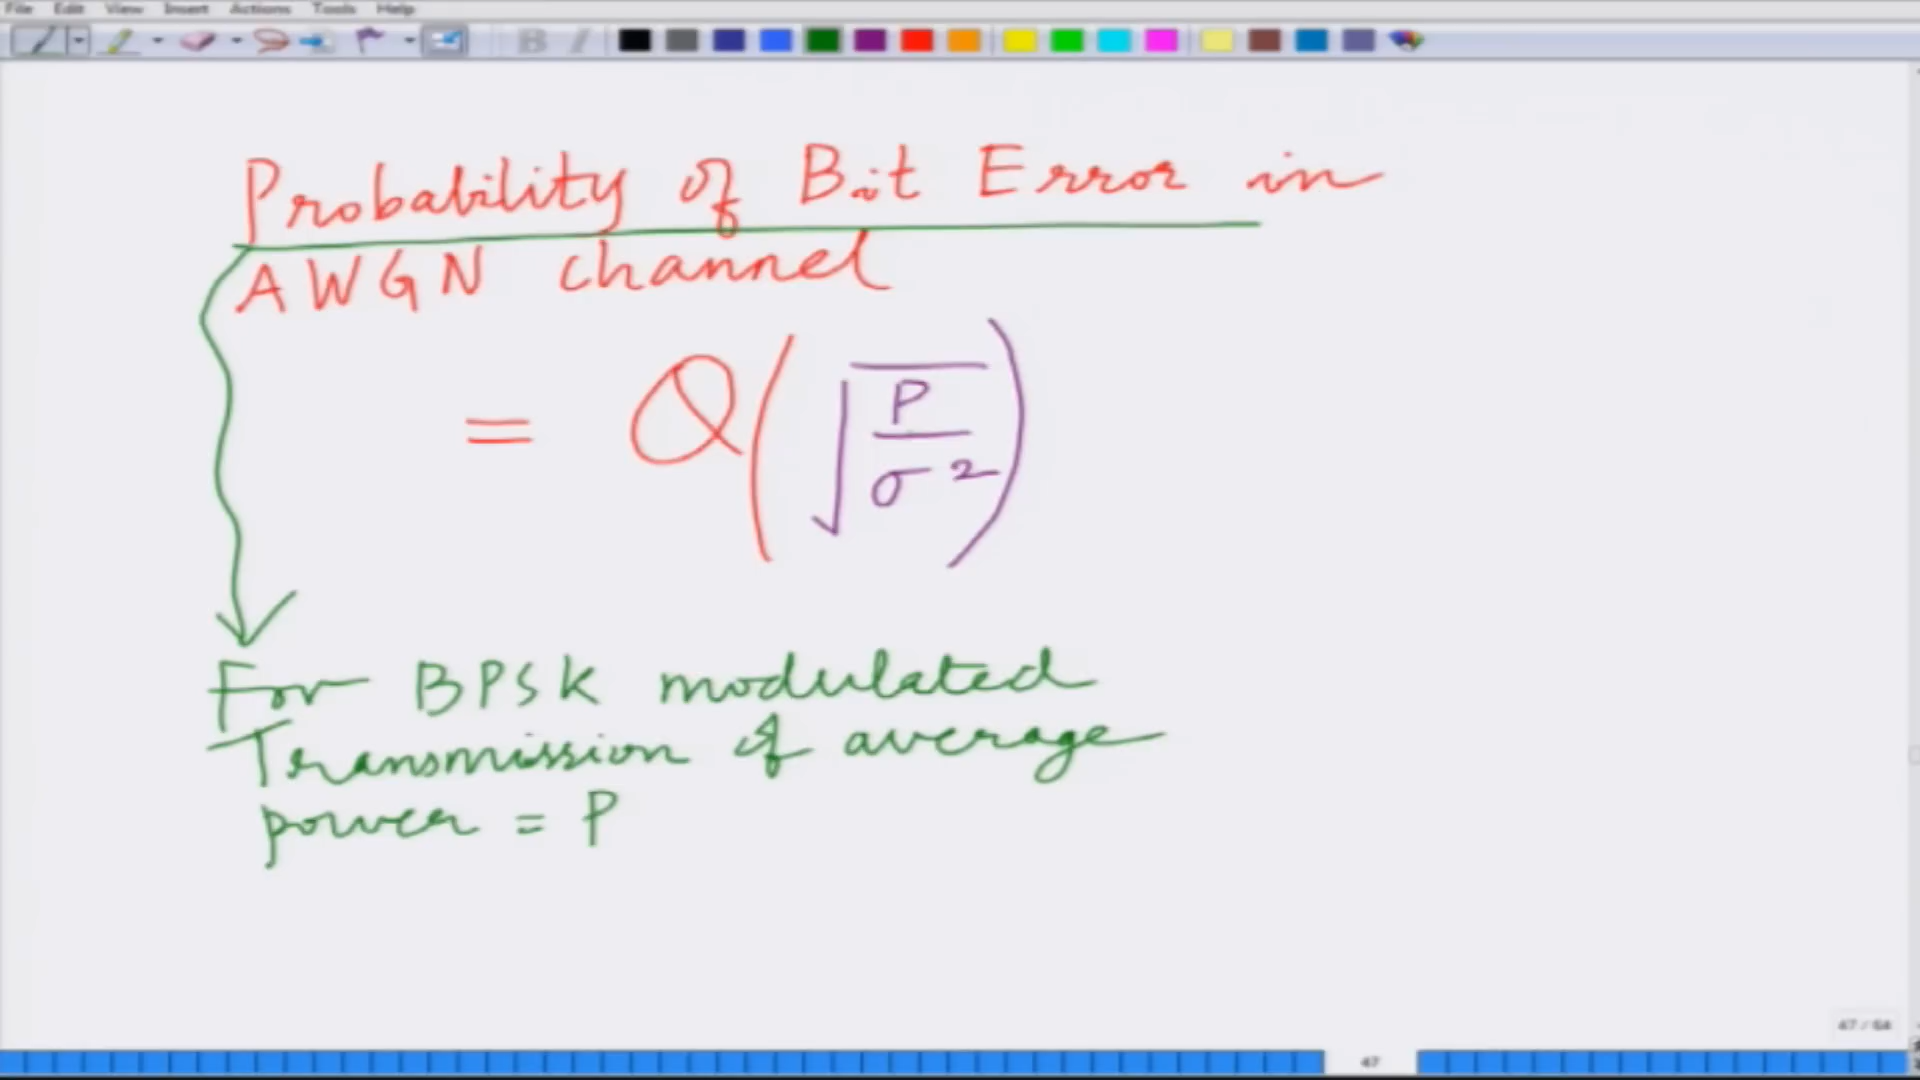 File Edit View Insert Actions Tools Help
B I
Probability of Bit Error in
AWGN channel
= Q(√(P/σ²))
For BPSK modulated
Transmission of average
power = P
47 / 64
47